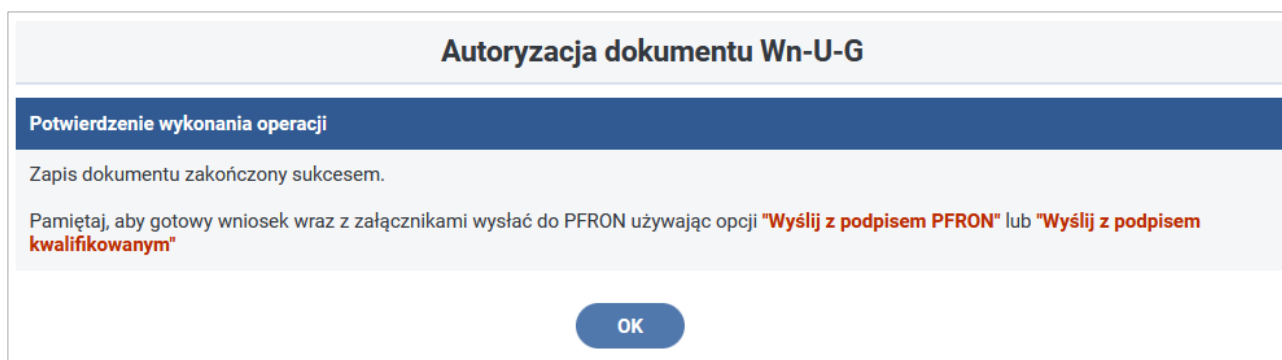 Autoryzacja dokumentu Wn-U-G
Potwierdzenie wykonania operacji
Zapis dokumentu zakończony sukcesem.
Pamiętaj, aby gotowy wniosek wraz z załącznikami wysłać do PFRON używając opcji "Wyślij z podpisem PFRON" lub "Wyślij z podpisem
kwalifikowanym"
OK